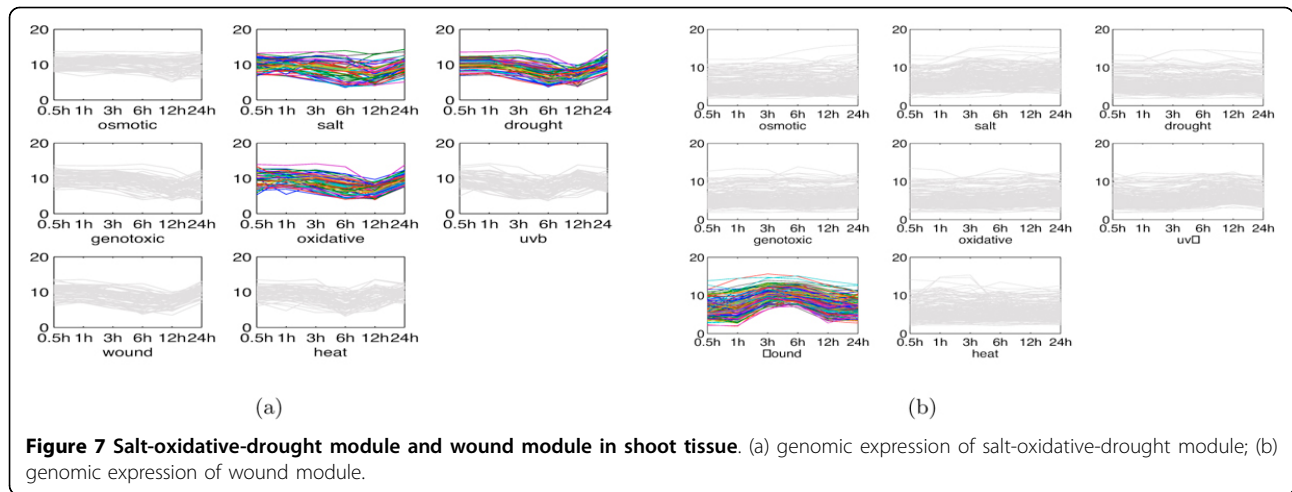 20
10
0
0.5h 1h 3h 6h 12h 24h
osmotic
20
10
0
0.5h 1h 3h 6h 12h 24h
salt
20
10
0
0.5h 1h 3h 6h 12h 24
drought
20
10
0
0.5h 1h 3h 6h 12h 24h
genotoxic
20
10
0
0.5h 1h 3h 6h 12h 24h
oxidative
20
10
0
0.5h 1h 3h 6h 12h 24h
uvb
20
10
0
0.5h 1h 3h 6h 12h 24h
wound
20
10
0
0.5h 1h 3h 6h 12h 24h
heat
(a)
20
10
0
0.5h 1h 3h 6h 12h 24h
osmotic
20
10
0
0.5h 1h 3h 6h 12h 24h
salt
20
10
0
0.5h 1h 3h 6h 12h 24h
drought
20
10
0
0.5h 1h 3h 6h 12h 24h
genotoxic
20
10
0
0.5h 1h 3h 6h 12h 24h
oxidative
20
10
0
0.5h 1h 3h 6h 12h 24h
uv□
20
10
0
0.5h 1h 3h 6h 12h 24h
□ound
20
10
0
0.5h 1h 3h 6h 12h 24h
heat
(b)
Figure 7 Salt-oxidative-drought module and wound module in shoot tissue. (a) genomic expression of salt-oxidative-drought module; (b)
genomic expression of wound module.